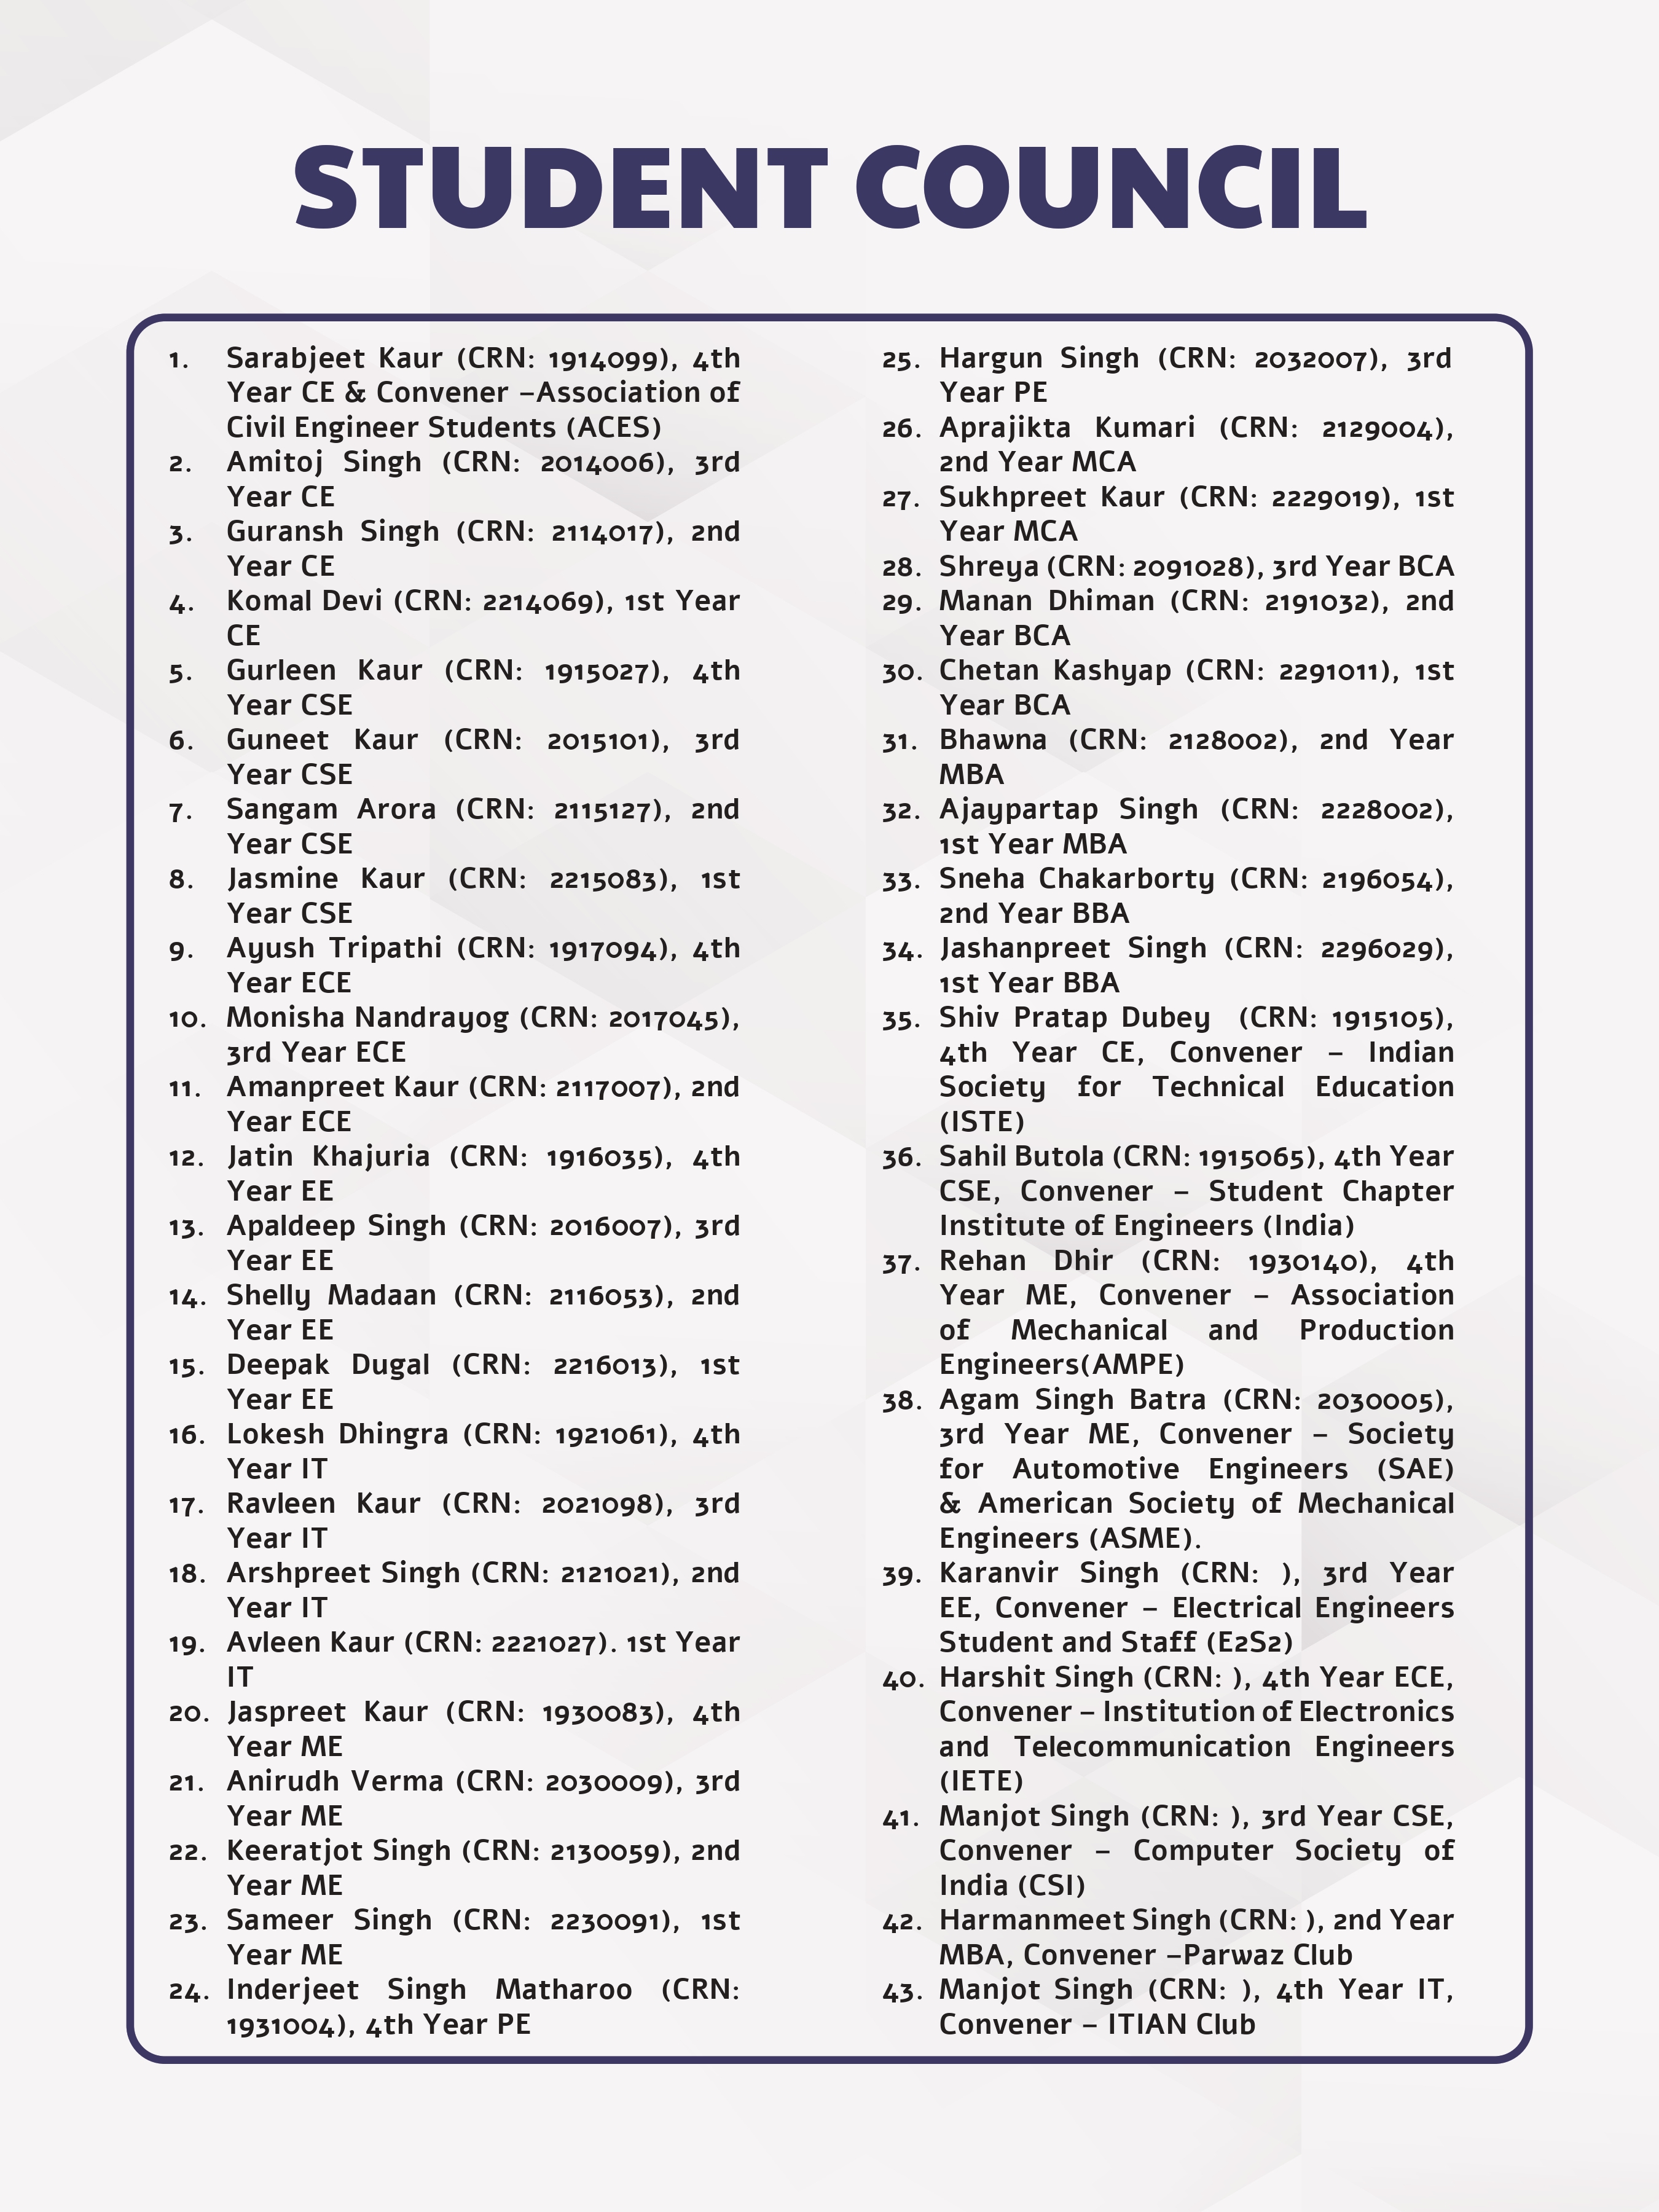 STUDENT COUNCIL
1. Sarabjeet Kaur (CRN: 1914099), 4th
Year CE & Convener –Association of
Civil Engineer Students (ACES)
2. Amitoj Singh (CRN: 2014006), 3rd
Year CE
3. Guransh Singh (CRN: 2114017), 2nd
Year CE
4. Komal Devi (CRN: 2214069), 1st Year
CE
5. Gurleen Kaur (CRN: 1915027), 4th
Year CSE
6. Guneet Kaur (CRN: 2015101), 3rd
Year CSE
7. Sangam Arora (CRN: 2115127), 2nd
Year CSE
8. Jasmine Kaur (CRN: 2215083), 1st
Year CSE
9. Ayush Tripathi (CRN: 1917094), 4th
Year ECE
10. Monisha Nandrayog (CRN: 2017045),
3rd Year ECE
11. Amanpreet Kaur (CRN: 2117007), 2nd
Year ECE
12. Jatin Khajuria (CRN: 1916035), 4th
Year EE
13. Apaldeep Singh (CRN: 2016007), 3rd
Year EE
14. Shelly Madaan (CRN: 2116053), 2nd
Year EE
15. Deepak Dugal (CRN: 2216013), 1st
Year EE
16. Lokesh Dhingra (CRN: 1921061), 4th
Year IT
17. Ravleen Kaur (CRN: 2021098), 3rd
Year IT
18. Arshpreet Singh (CRN: 2121021), 2nd
Year IT
19. Avleen Kaur (CRN: 2221027). 1st Year
IT
20. Jaspreet Kaur (CRN: 1930083), 4th
Year ME
21. Anirudh Verma (CRN: 2030009), 3rd
Year ME
22. Keeratjot Singh (CRN: 2130059), 2nd
Year ME
23. Sameer Singh (CRN: 2230091), 1st
Year ME
24. Inderjeet Singh Matharoo (CRN:
1931004), 4th Year PE
25. Hargun Singh (CRN: 2032007), 3rd
Year PE
26. Aprajikta Kumari (CRN: 2129004),
2nd Year MCA
27. Sukhpreet Kaur (CRN: 2229019), 1st
Year MCA
28. Shreya (CRN: 2091028), 3rd Year BCA
29. Manan Dhiman (CRN: 2191032), 2nd
Year BCA
30. Chetan Kashyap (CRN: 2291011), 1st
Year BCA
31. Bhawna (CRN: 2128002), 2nd Year
MBA
32. Ajaypartap Singh (CRN: 2228002),
1st Year MBA
33. Sneha Chakarborty (CRN: 2196054),
2nd Year BBA
34. Jashanpreet Singh (CRN: 2296029),
1st Year BBA
35. Shiv Pratap Dubey (CRN: 1915105),
4th Year CE, Convener – Indian
Society for Technical Education
(ISTE)
36. Sahil Butola (CRN: 1915065), 4th Year
CSE, Convener – Student Chapter
Institute of Engineers (India)
37. Rehan Dhir (CRN: 1930140), 4th
Year ME, Convener – Association
of Mechanical and Production
Engineers(AMPE)
38. Agam Singh Batra (CRN: 2030005),
3rd Year ME, Convener – Society
for Automotive Engineers (SAE)
& American Society of Mechanical
Engineers (ASME).
39. Karanvir Singh (CRN: ), 3rd Year
EE, Convener – Electrical Engineers
Student and Staff (E2S2)
40. Harshit Singh (CRN: ), 4th Year ECE,
Convener – Institution of Electronics
and Telecommunication Engineers
(IETE)
41. Manjot Singh (CRN: ), 3rd Year CSE,
Convener – Computer Society of
India (CSI)
42. Harmanmeet Singh (CRN: ), 2nd Year
MBA, Convener –Parwaz Club
43. Manjot Singh (CRN: ), 4th Year IT,
Convener – ITIAN Club